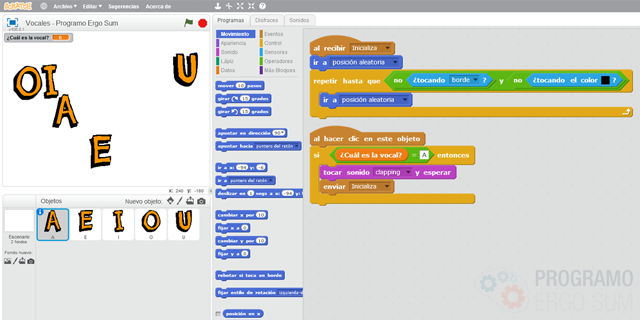 SCRATCH Archivo▼ Editar▼ Sugerencias Acerca de
Vocales - Programo Ergo Sum
¿Cuál es la vocal?
O I A E U
X: 240 y: -180
Objetos Nuevo objeto:
Escenario
2 fondos
Fondo nuevo:
A E I O U
A E I O U
Programas Disfraces Sonidos
Movimiento Eventos
Apariencia Control
Sonido Sensores
Lápiz Operadores
Datos Más Bloques
mover 10 pasos
girar 15 grados
girar 15 grados
apuntar en dirección 90▼
apuntar hacia puntero del ratón
ir a x: -94 y: -4
ir a puntero del ratón
deslizar en 1 segs a x: -94 y:
cambiar x por 10
fijar x a 0
cambiar y por 10
fijar y a 0
rebotar si toca un borde
fijar estilo de rotación izquierda-d
posición en x
al recibir Inicializa
ir a posición aleatoria
repetir hasta que no ¿tocando borde ? y no ¿tocando el color ?
ir a posición aleatoria
al hacer clic en este objeto
si ¿Cuál es la vocal? = A entonces
tocar sonido clapping y esperar
enviar Inicializa
PROGRAMO
ERGO SUM